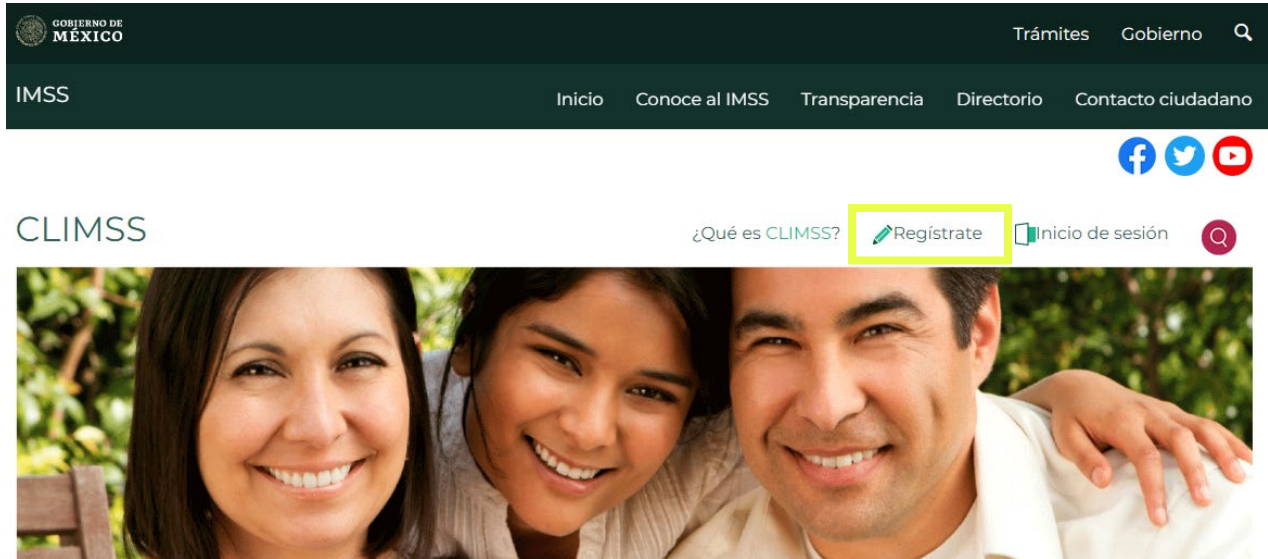 GOBIERNO DE
MÉXICO
Trámites Gobierno
IMSS
Inicio Conoce al IMSS Transparencia Directorio Contacto ciudadano
CLIMSS
¿Qué es CLIMSS? Regístrate Inicio de sesión